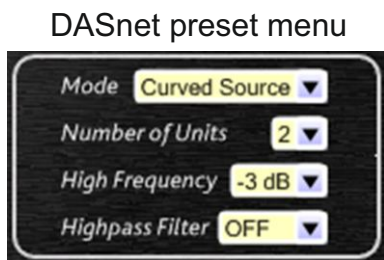 DASnet preset menu
Mode Curved Source
Number of Units 2
High Frequency -3 dB
Highpass Filter OFF